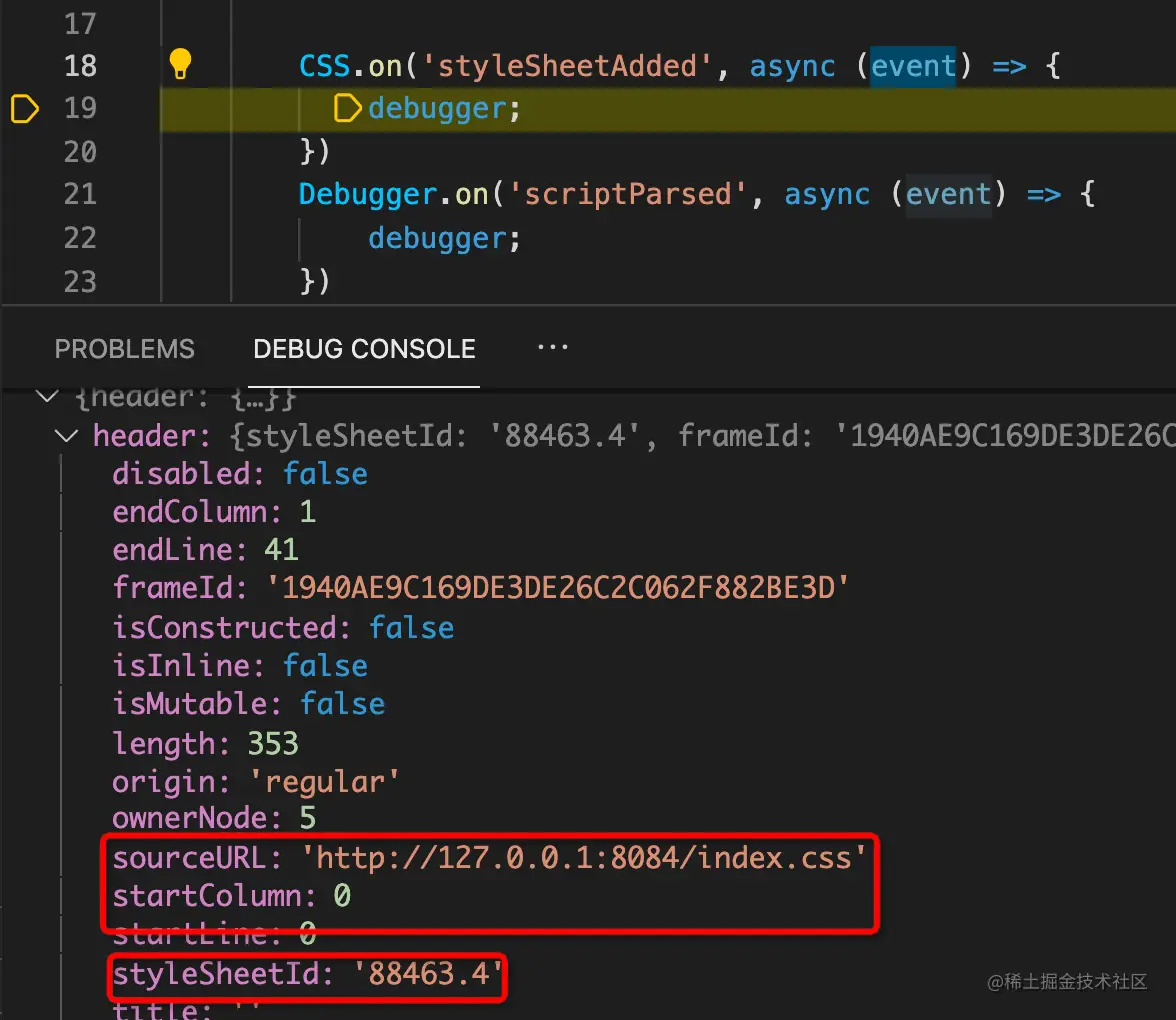 17
18 CSS.on('styleSheetAdded', async (event) => {
19 debugger;
20 })
21 Debugger.on('scriptParsed', async (event) => {
22 debugger;
23 })
PROBLEMS DEBUG CONSOLE ···
{header: {…}}
header: {styleSheetId: '88463.4', frameId: '1940AE9C169DE3DE26C
disabled: false
endColumn: 1
endLine: 41
frameId: '1940AE9C169DE3DE26C2C062F882BE3D'
isConstructed: false
isInline: false
isMutable: false
length: 353
origin: 'regular'
ownerNode: 5
sourceURL: 'http://127.0.0.1:8084/index.css'
startColumn: 0
startLine: 0
styleSheetId: '88463.4'
title: ''
@稀土掘金技术社区